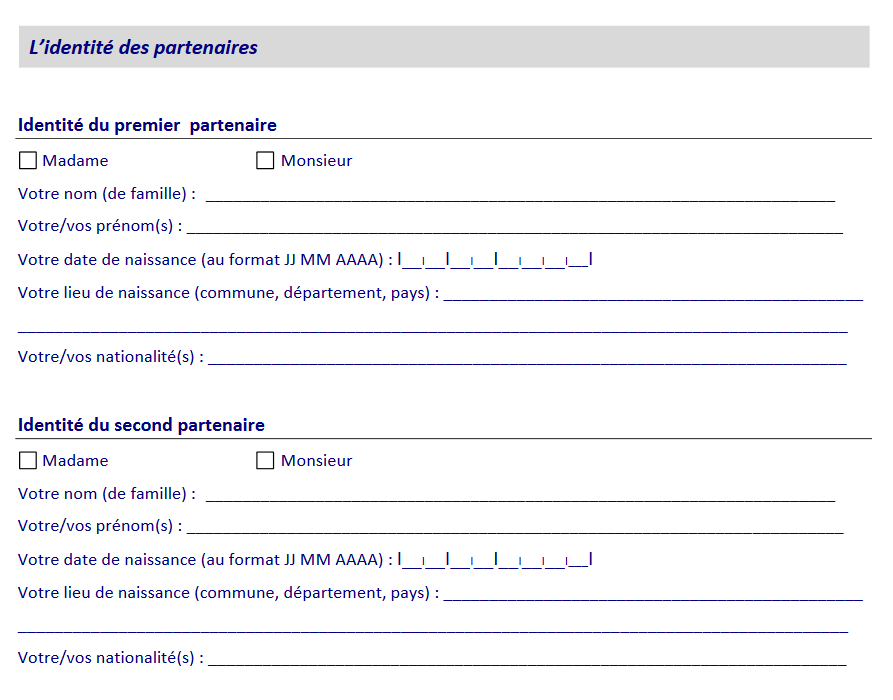 L’identité des partenaires
Identité du premier partenaire
Madame Monsieur
Votre nom (de famille) :
Votre/vos prénom(s) :
Votre date de naissance (au format JJ MM AAAA) :
Votre lieu de naissance (commune, département, pays) :
Votre/vos nationalité(s) :
Identité du second partenaire
Madame Monsieur
Votre nom (de famille) :
Votre/vos prénom(s) :
Votre date de naissance (au format JJ MM AAAA) :
Votre lieu de naissance (commune, département, pays) :
Votre/vos nationalité(s) :